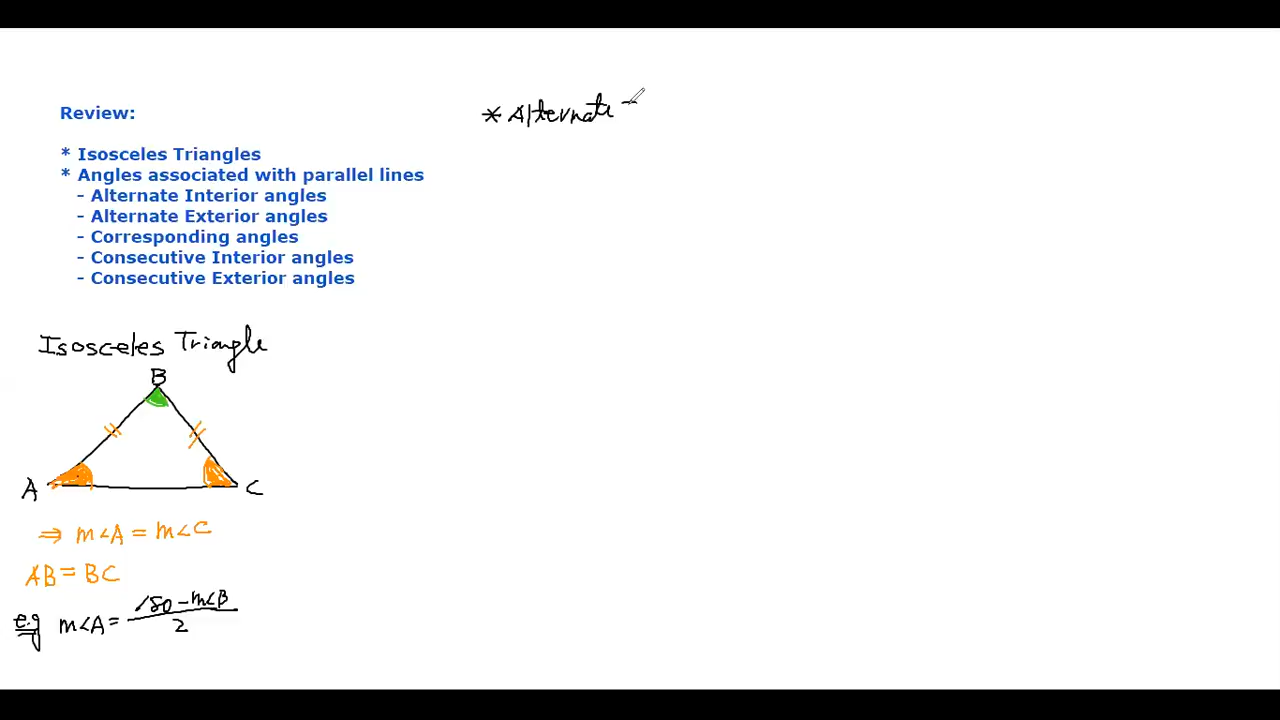 Review:
* Isosceles Triangles
* Angles associated with parallel lines
- Alternate Interior angles
- Alternate Exterior angles
- Corresponding angles
- Consecutive Interior angles
- Consecutive Exterior angles
Isosceles Triangle
B
A C
⇒ m∠A = m∠C
AB = BC
e.g m∠A = 180 - m∠B
2
* Alternate